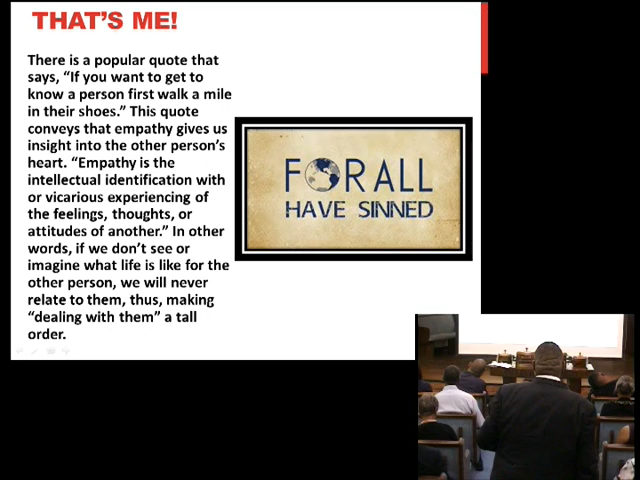 THAT'S ME!
There is a popular quote that
says, “If you want to get to
know a person first walk a mile
in their shoes.” This quote
conveys that empathy gives us
insight into the other person's
heart. “Empathy is the
intellectual identification with
or vicarious experiencing of
the feelings, thoughts, or
attitudes of another.” In other
words, if we don't see or
imagine what life is like for the
other person, we will never
relate to them, thus, making
“dealing with them” a tall
order.
FOR ALL
HAVE SINNED